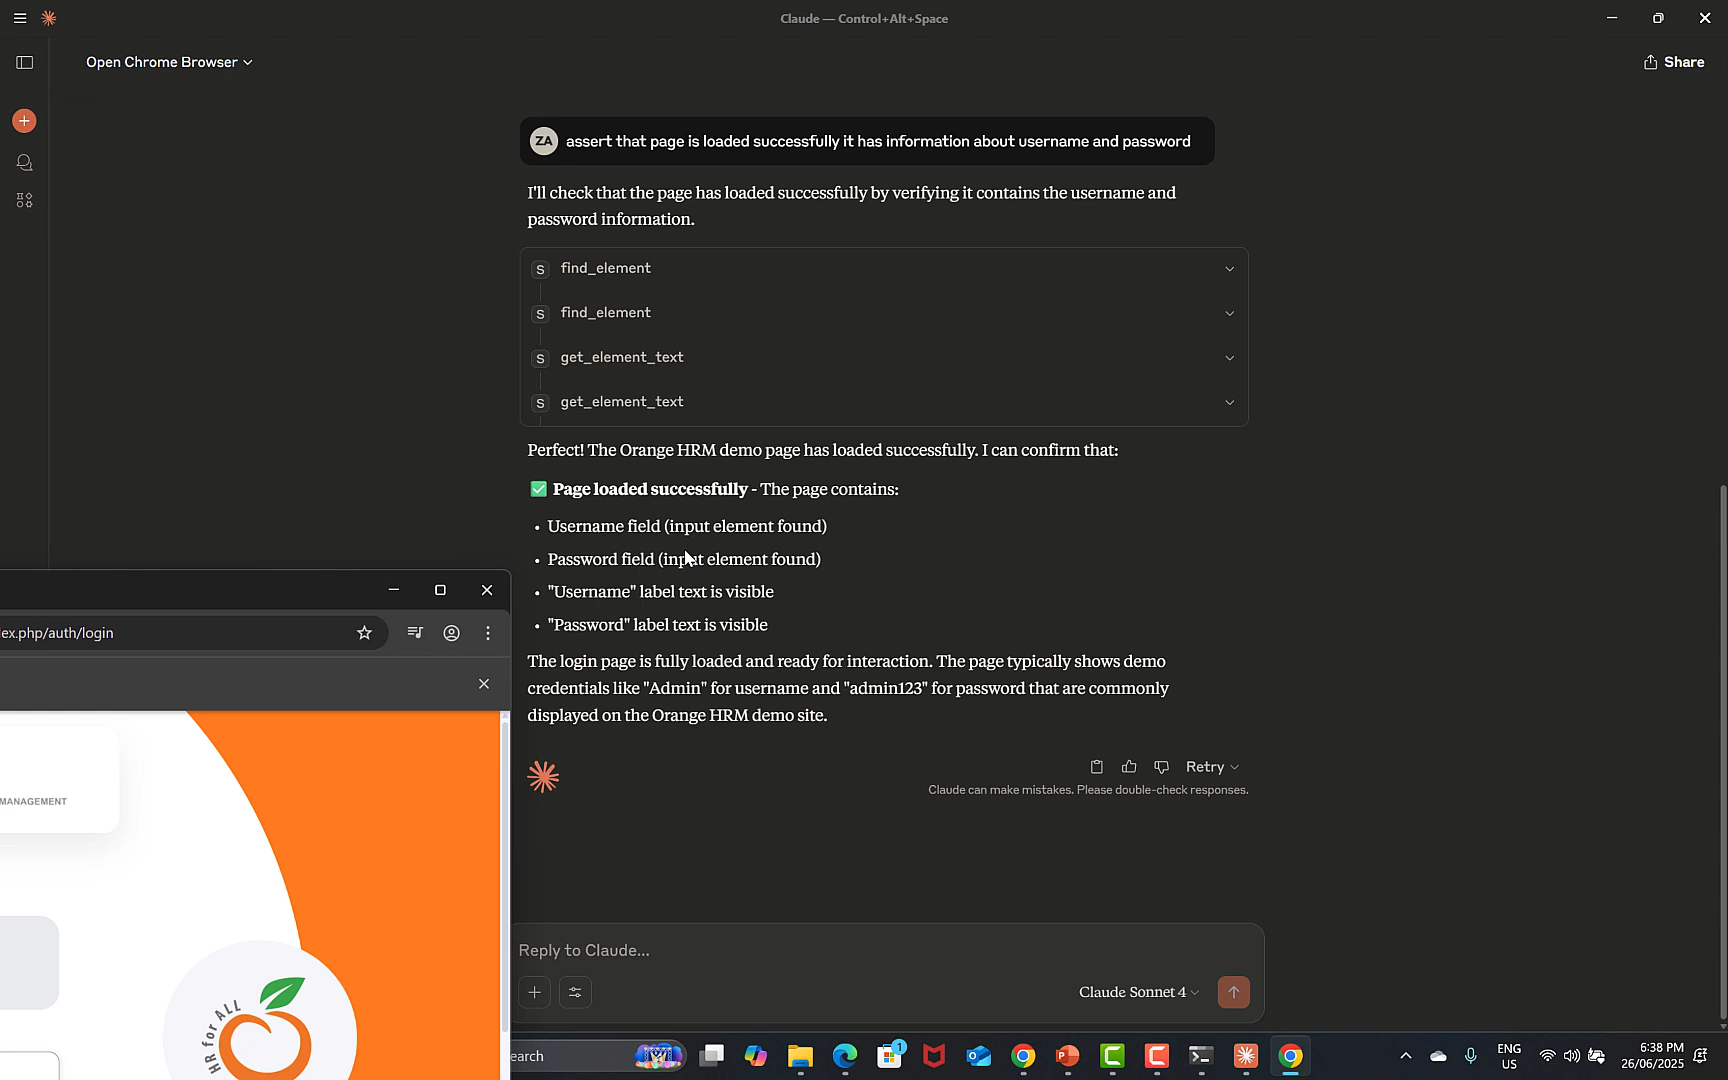 Claude — Control+Alt+Space
Open Chrome Browser
Share
ZA assert that page is loaded successfully it has information about username and password
I'll check that the page has loaded successfully by verifying it contains the username and
password information.
S find_element
S find_element
S get_element_text
S get_element_text
Perfect! The Orange HRM demo page has loaded successfully. I can confirm that:
✅ Page loaded successfully - The page contains:
• Username field (input element found)
• Password field (input element found)
• "Username" label text is visible
• "Password" label text is visible
The login page is fully loaded and ready for interaction. The page typically shows demo
credentials like "Admin" for username and "admin123" for password that are commonly
displayed on the Orange HRM demo site.
Retry
Claude can make mistakes. Please double-check responses.
Reply to Claude...
Claude Sonnet 4
ex.php/auth/login
MANAGEMENT
HR for ALL
earch
1
ENG
US
6:38 PM
26/06/2025